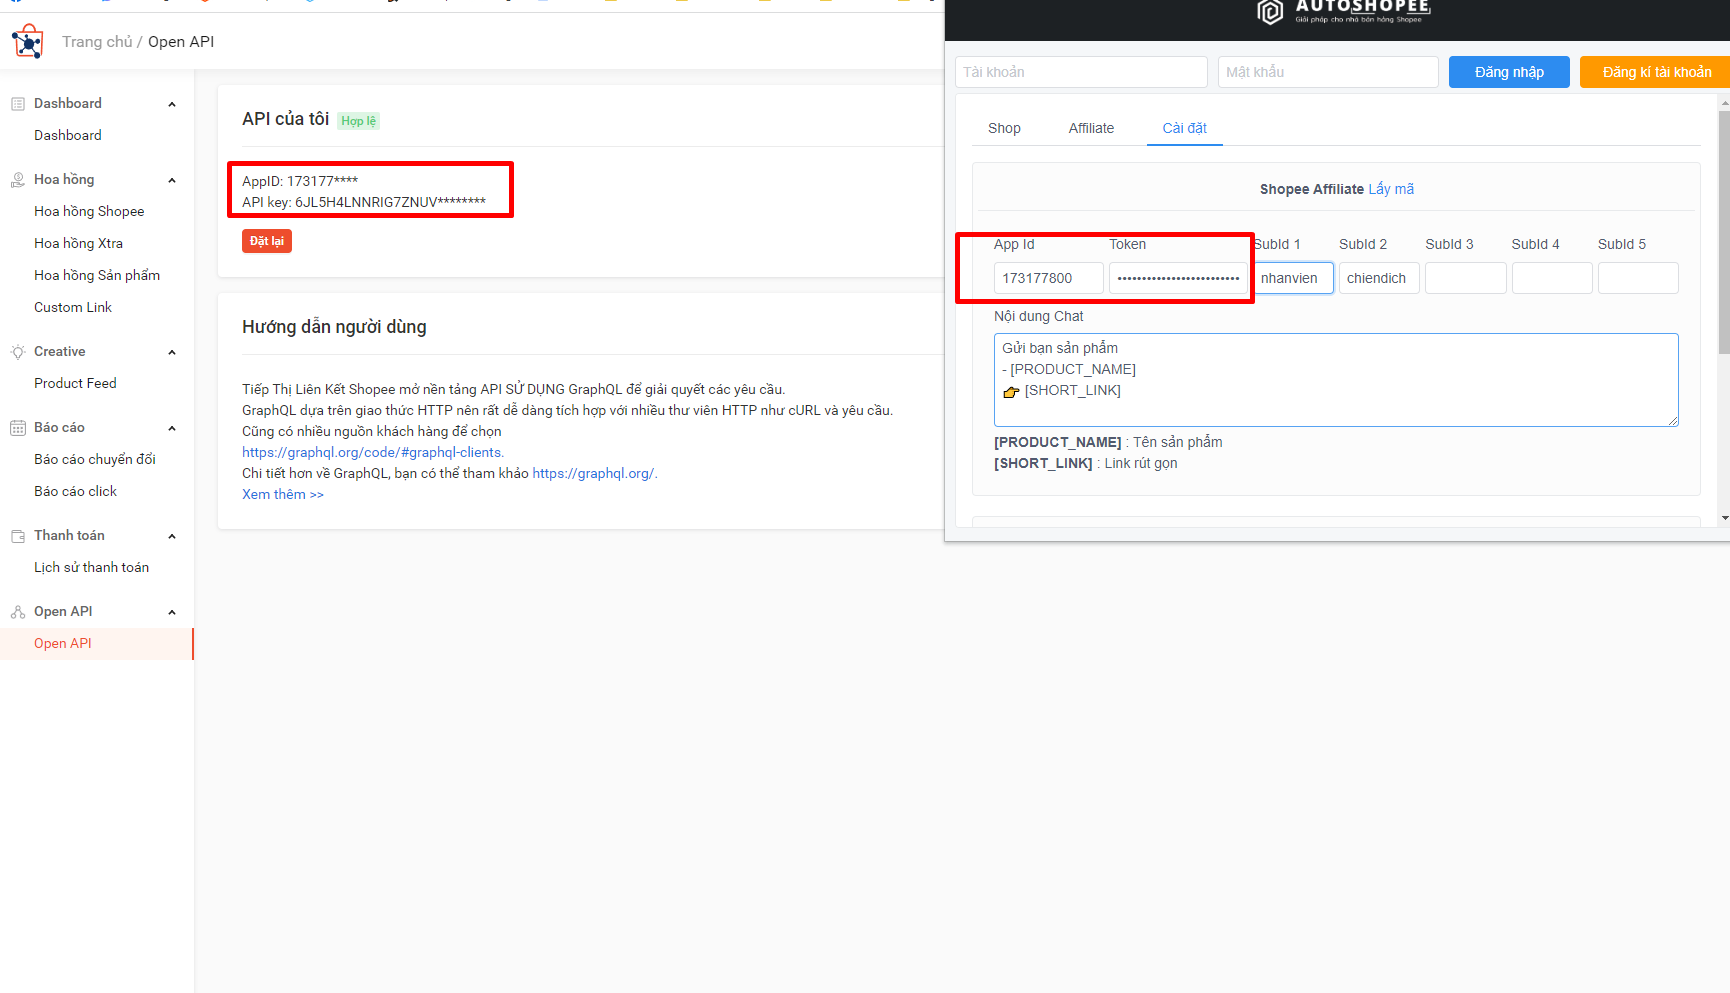 Trang chủ / Open API
Dashboard
Dashboard
Hoa hồng
Hoa hồng Shopee
Hoa hồng Xtra
Hoa hồng Sản phẩm
Custom Link
Creative
Product Feed
Báo cáo
Báo cáo chuyển đổi
Báo cáo click
Thanh toán
Lịch sử thanh toán
Open API
Open API
API của tôi Hợp lệ
AppID: 173177****
API key: 6JL5H4LNNRIG7ZNUV********
Đặt lại
Hướng dẫn người dùng
Tiếp Thị Liên Kết Shopee mở nền tảng API SỬ DỤNG GraphQL để giải quyết các yêu cầu.
GraphQL dựa trên giao thức HTTP nên rất dễ dàng tích hợp với nhiều thư viên HTTP như cURL và yêu cầu.
Cũng có nhiều nguồn khách hàng để chọn
https://graphql.org/code/#graphql-clients.
Chi tiết hơn về GraphQL, bạn có thể tham khảo https://graphql.org/.
Xem thêm >>
AUTOSHOPEE
Giải pháp cho nhà bán hàng Shopee
Tài khoản Mật khẩu Đăng nhập Đăng kí tài khoản
Shop Affiliate Cài đặt
Shopee Affiliate Lấy mã
App Id Token SubId 1 SubId 2 SubId 3 SubId 4 SubId 5
173177800 ························· nhanvien chiendich
Nội dung Chat
Gửi bạn sản phẩm
- [PRODUCT_NAME]
👉 [SHORT_LINK]
[PRODUCT_NAME] : Tên sản phẩm
[SHORT_LINK] : Link rút gọn